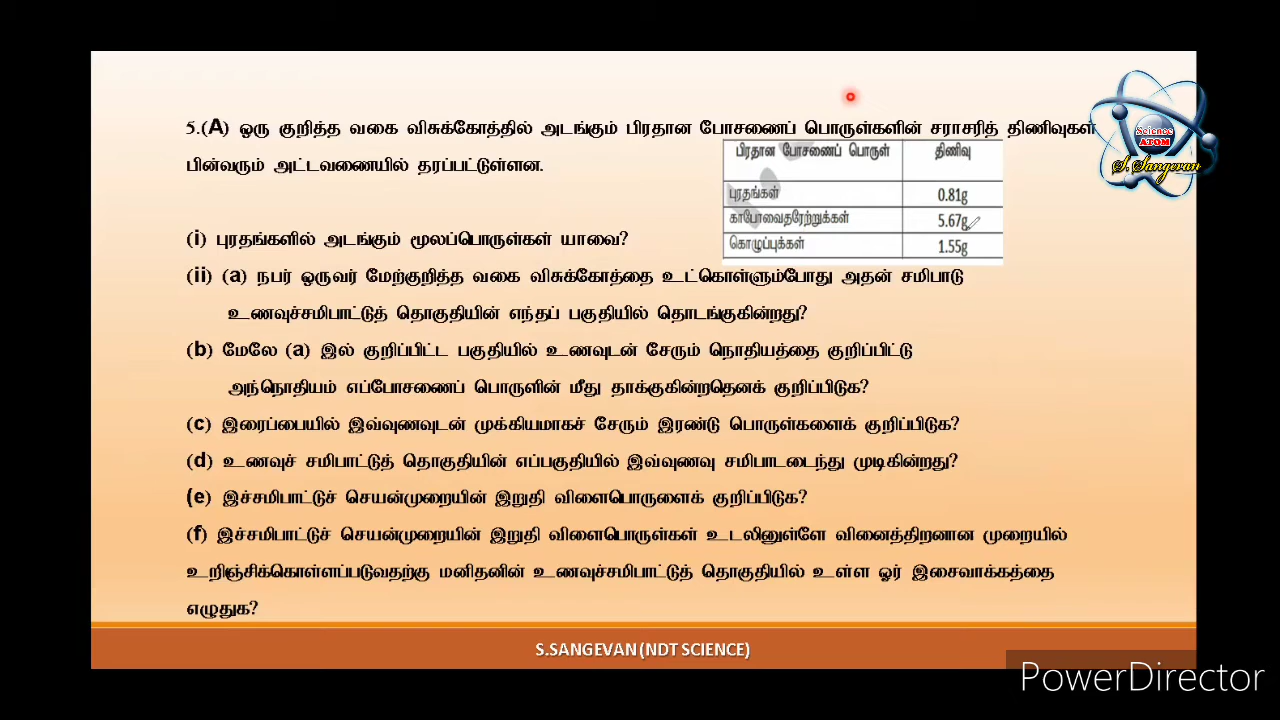 5.(A) ஒரு குறித்த வகை விசுக்கோத்தில் அடங்கும் பிரதான போசணைப் பொருள்களின் சராசரித் திணிவுகள்
பின்வரும் அட்டவணையில் தரப்பட்டுள்ளன.
பிரதான போசணைப் பொருள் திணிவு
புரதங்கள் 0.81g
காபோவைதரேற்றுக்கள் 5.67g
கொழுப்புக்கள் 1.55g
Science
ATOM
S. Sangevan
(i) புரதங்களில் அடங்கும் மூலப்பொருள்கள் யாவை?
(ii) (a) நபர் ஒருவர் மேற்குறித்த வகை விசுக்கோத்தை உட்கொள்ளும்போது அதன் சமிபாடு
உணவுச்சமிபாட்டுத் தொகுதியின் எந்தப் பகுதியில் தொடங்குகின்றது?
(b) மேலே (a) இல் குறிப்பிட்ட பகுதியில் உணவுடன் சேரும் நொதியத்தை குறிப்பிட்டு
அந்நொதியம் எப்போசணைப் பொருளின் மீது தாக்குகின்றதெனக் குறிப்பிடுக?
(c) இரைப்பையில் இவ்வுணவுடன் முக்கியமாகச் சேரும் இரண்டு பொருள்களைக் குறிப்பிடுக?
(d) உணவுச் சமிபாட்டுத் தொகுதியின் எப்பகுதியில் இவ்வுணவு சமிபாடடைந்து முடிகின்றது?
(e) இச்சமிபாட்டுச் செயன்முறையின் இறுதி விளைபொருளைக் குறிப்பிடுக?
(f) இச்சமிபாட்டுச் செயன்முறையின் இறுதி விளைபொருள்கள் உடலினுள்ளே வினைத்திறனான முறையில்
உறிஞ்சிக்கொள்ளப்படுவதற்கு மனிதனின் உணவுச்சமிபாட்டுத் தொகுதியில் உள்ள ஓர் இசைவாக்கத்தை
எழுதுக?
S.SANGEVAN (NDT SCIENCE)
PowerDirector